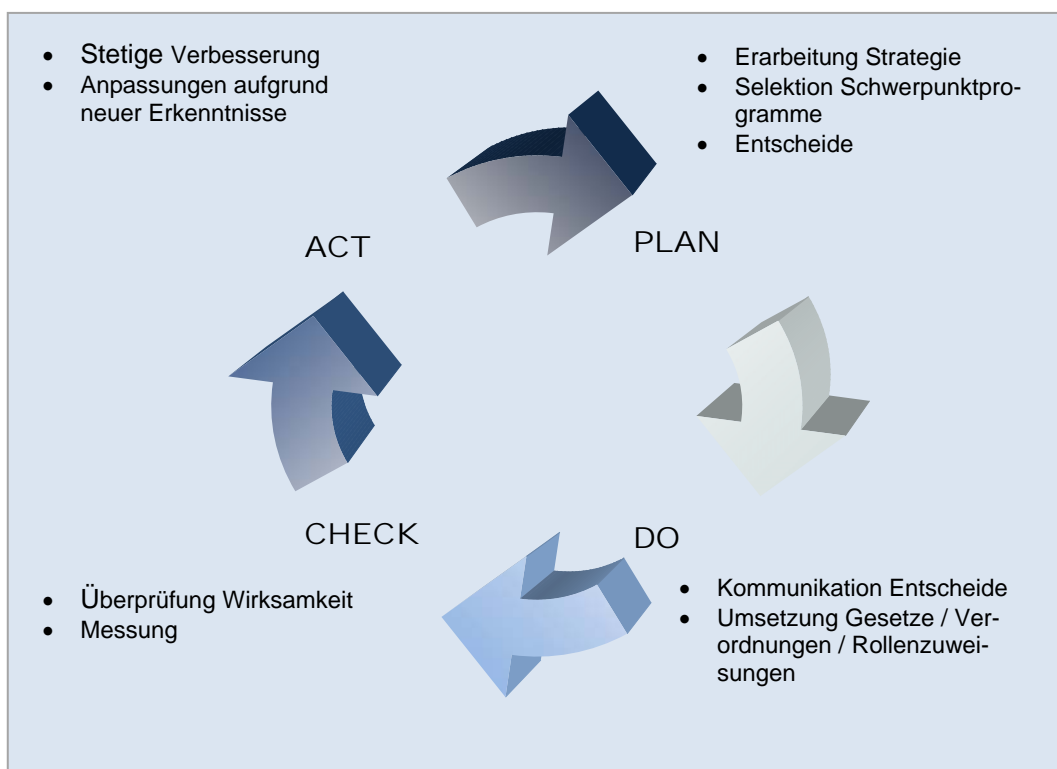 • Stetige Verbesserung
• Anpassungen aufgrund
neuer Erkenntnisse
• Erarbeitung Strategie
• Selektion Schwerpunktpro-
gramme
• Entscheide
ACT
PLAN
CHECK
DO
• Überprüfung Wirksamkeit
• Messung
• Kommunikation Entscheide
• Umsetzung Gesetze / Ver-
ordnungen / Rollenzuwei-
sungen